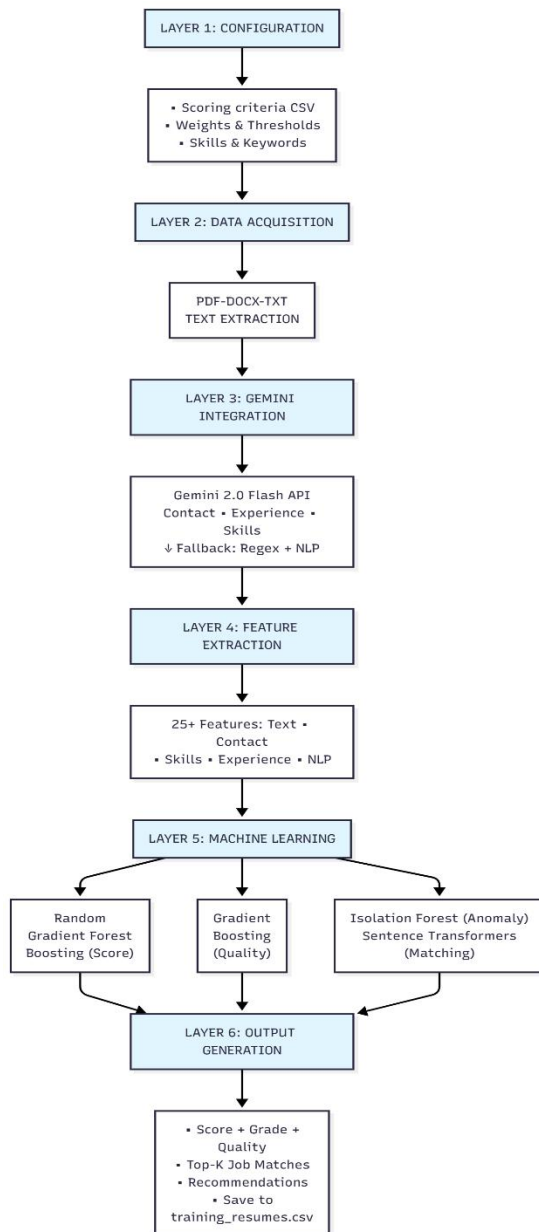 LAYER 1: CONFIGURATION
▪ Scoring criteria CSV
▪ Weights & Thresholds
▪ Skills & Keywords
LAYER 2: DATA ACQUISITION
PDF-DOCX-TXT
TEXT EXTRACTION
LAYER 3: GEMINI
INTEGRATION
Gemini 2.0 Flash API
Contact ▪ Experience ▪
Skills
↓ Fallback: Regex + NLP
LAYER 4: FEATURE
EXTRACTION
25+ Features: Text ▪
Contact
▪ Skills ▪ Experience ▪ NLP
LAYER 5: MACHINE LEARNING
Random
Gradient Forest
Boosting (Score)
Gradient
Boosting
(Quality)
Isolation Forest (Anomaly)
Sentence Transformers
(Matching)
LAYER 6: OUTPUT
GENERATION
▪ Score + Grade +
Quality
▪ Top-K Job Matches
▪ Recommendations
▪ Save to
training_resumes.csv